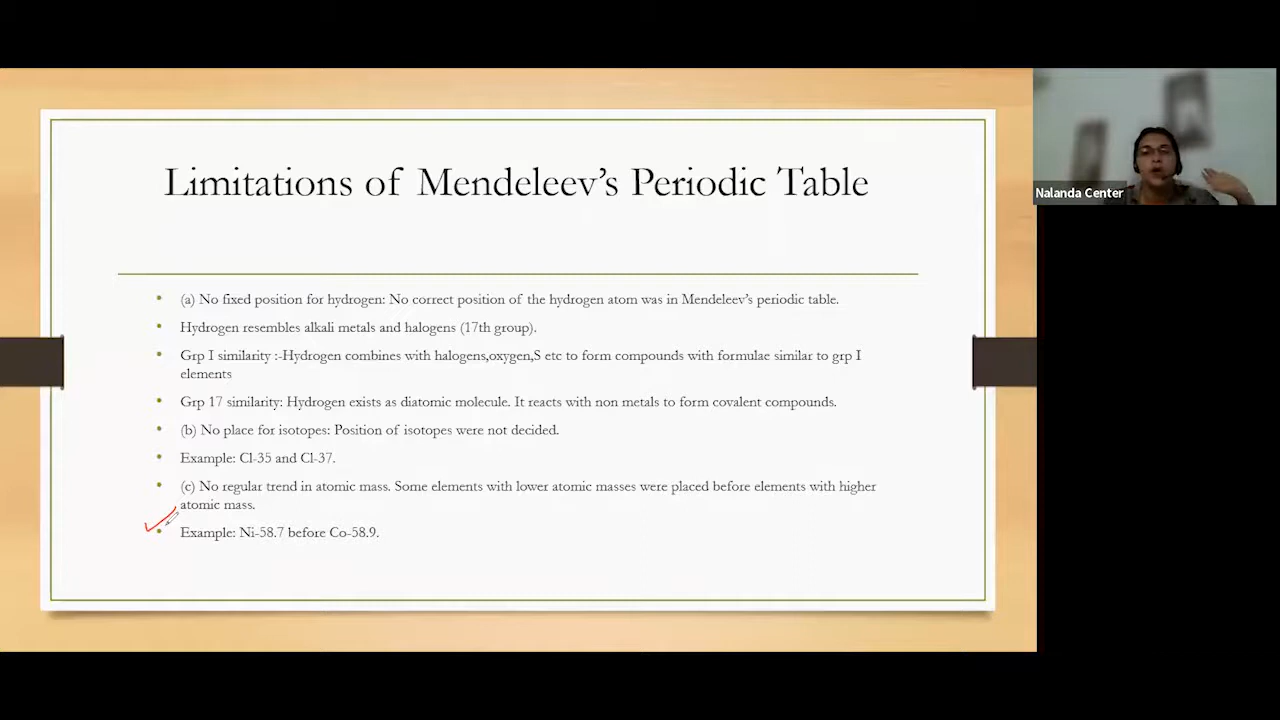 Limitations of Mendeleev's Periodic Table
Nalanda Center
• (a) No fixed position for hydrogen: No correct position of the hydrogen atom was in Mendeleev's periodic table.
• Hydrogen resembles alkali metals and halogens (17th group).
• Grp I similarity :-Hydrogen combines with halogens,oxygen,S etc to form compounds with formulae similar to grp I
elements
• Grp 17 similarity: Hydrogen exists as diatomic molecule. It reacts with non metals to form covalent compounds.
• (b) No place for isotopes: Position of isotopes were not decided.
• Example: Cl-35 and Cl-37.
• (c) No regular trend in atomic mass. Some elements with lower atomic masses were placed before elements with higher
atomic mass.
• Example: Ni-58.7 before Co-58.9.